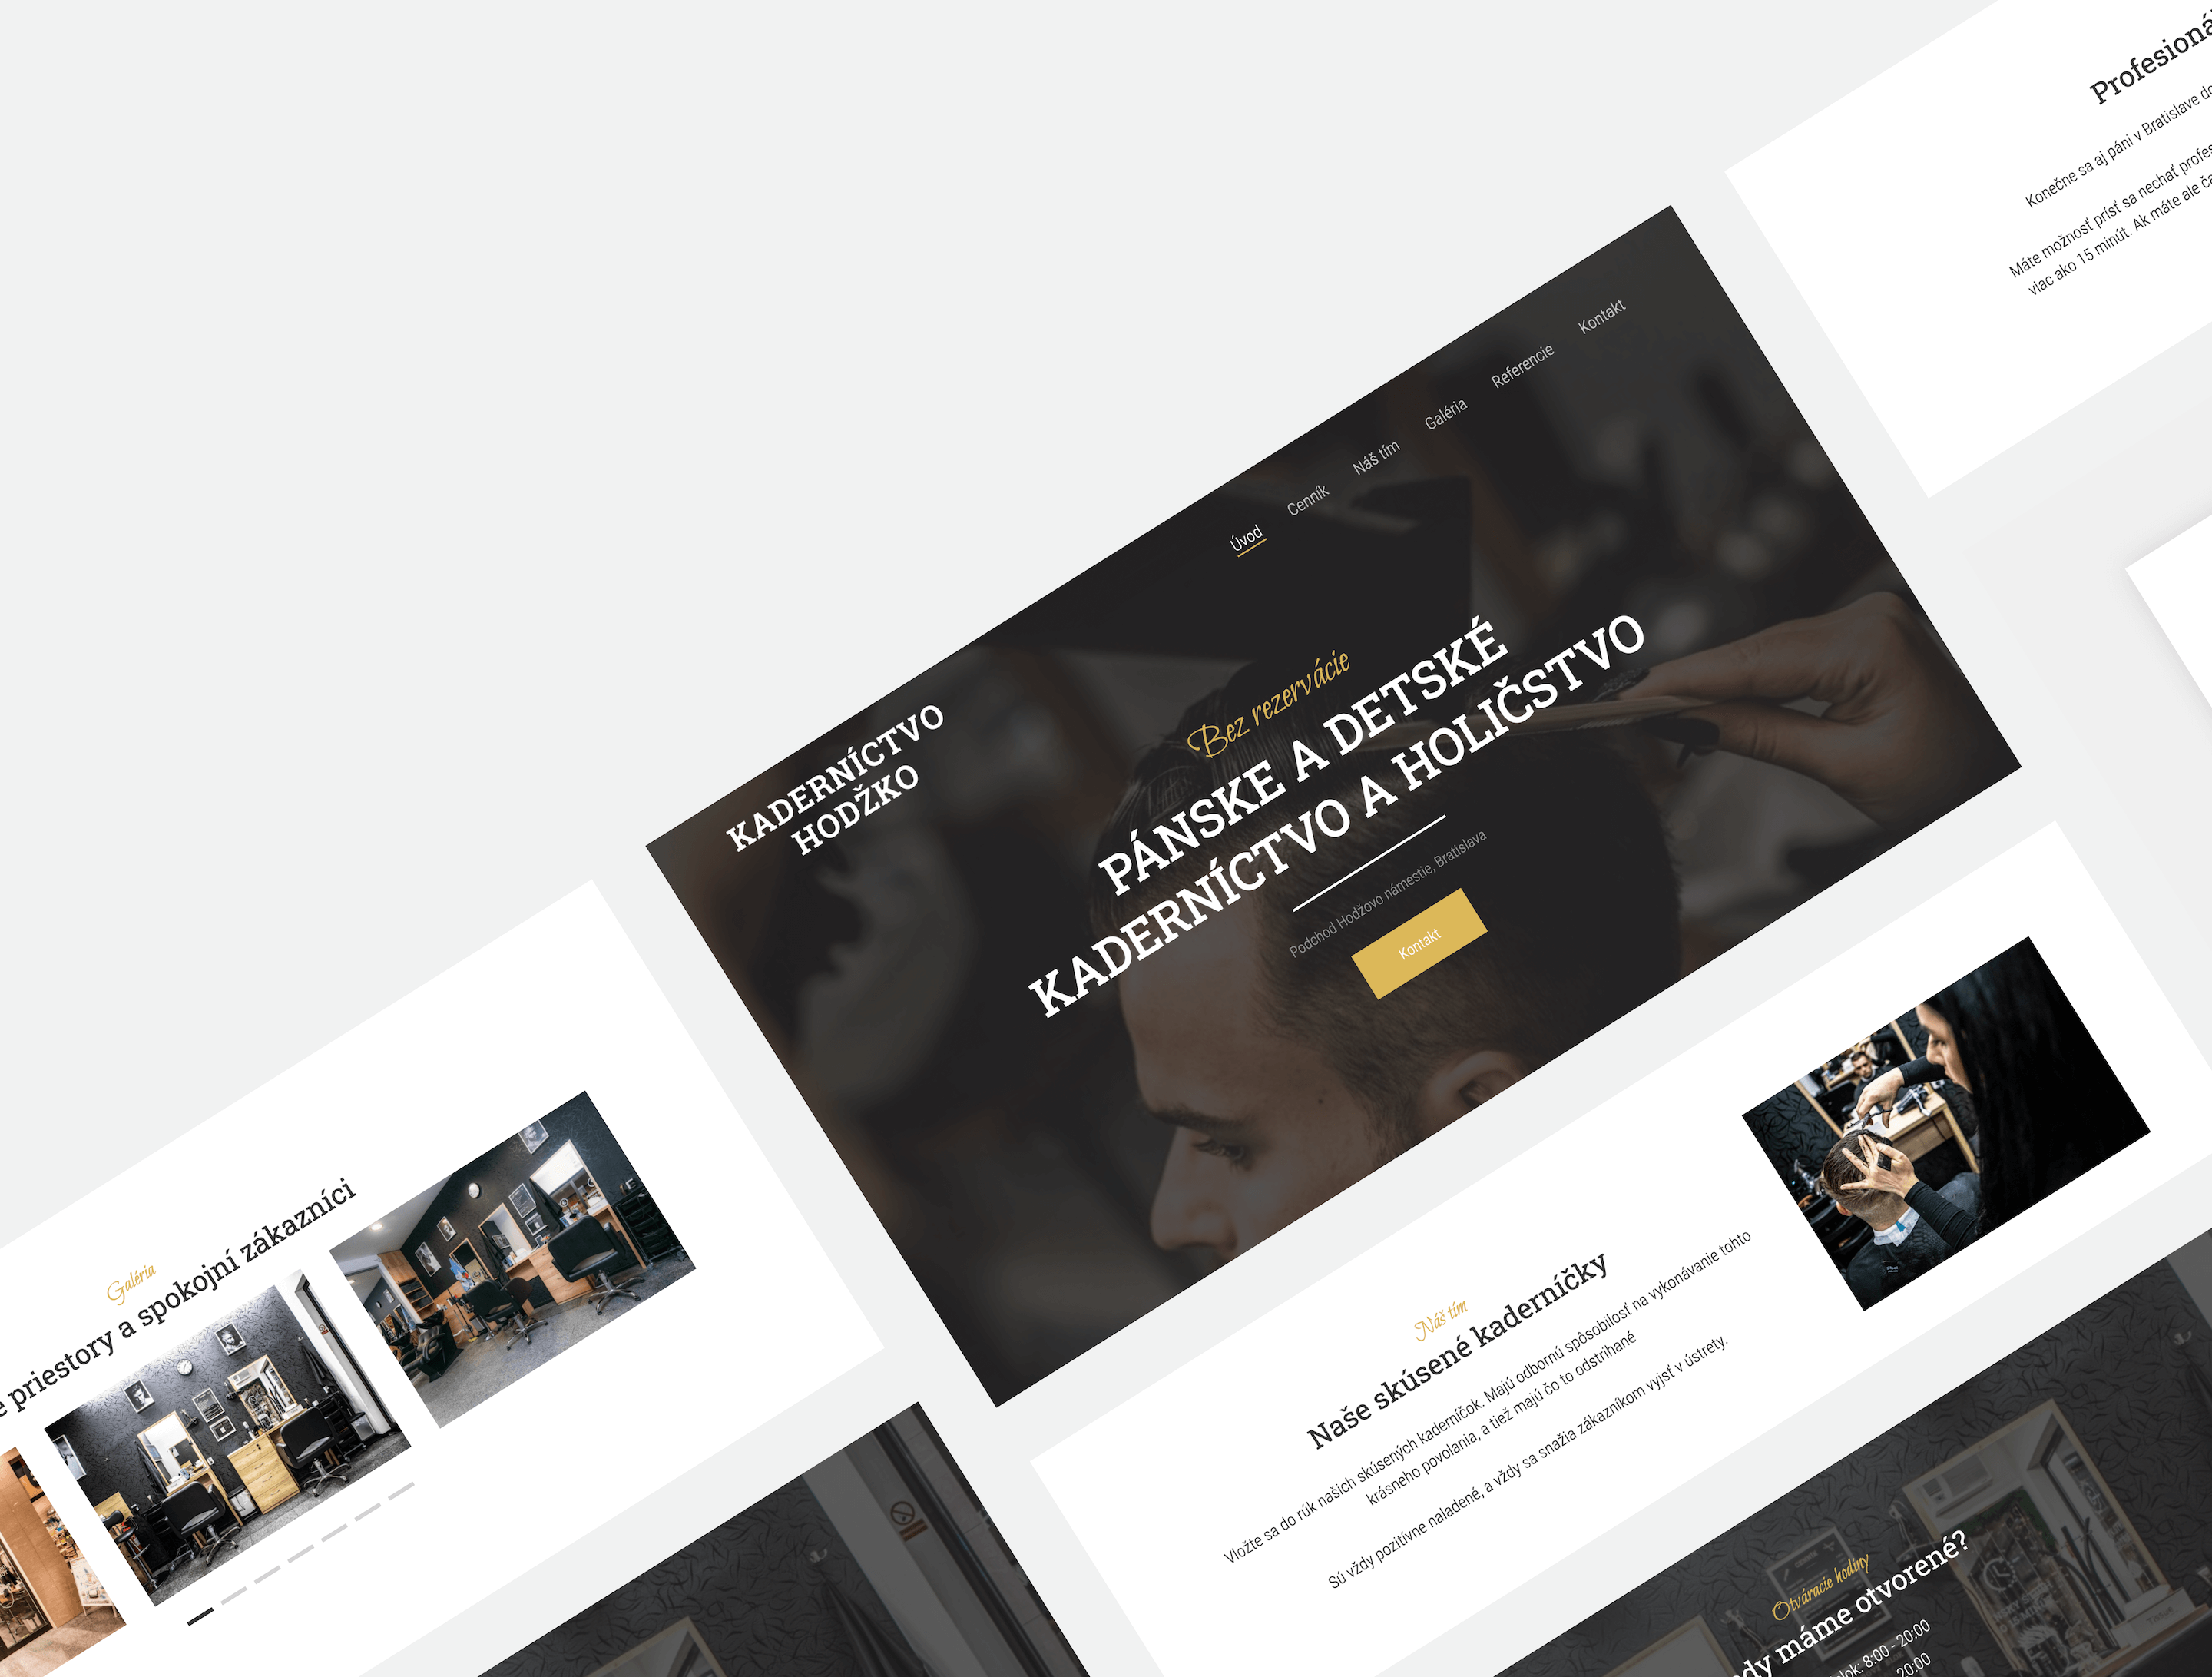 Profesioná
Konečne sa aj páni v Bratislave
Máte možnosť prísť sa nechať
viac ako 15 minút. Ak máte ale
KADERNÍCTVO
HODŽKO
Úvod
Cenník
Náš tím
Galéria
Referencie
Kontakt
Bez rezervácie
PÁNSKE A DETSKÉ
KADERNÍCTVO A HOLIČSTVO
Podchod Hodžovo námestie, Bratislava
Kontakt
Galéria
e priestory a spokojní zákazníci
Náš tím
Naše skúsené kaderníčky
Vložte sa do rúk našich skúsených kaderníčok. Majú odbornú spôsobilosť na vykonávanie tohto
krásneho povolania, a tiež majú čo to odstrihané
Sú vždy pozitívne naladené, a vždy sa snažia zákazníkom vyjsť v ústrety.
Otváracie hodiny
dy máme otvorené?
lok: 8:00 - 20:00
20:00